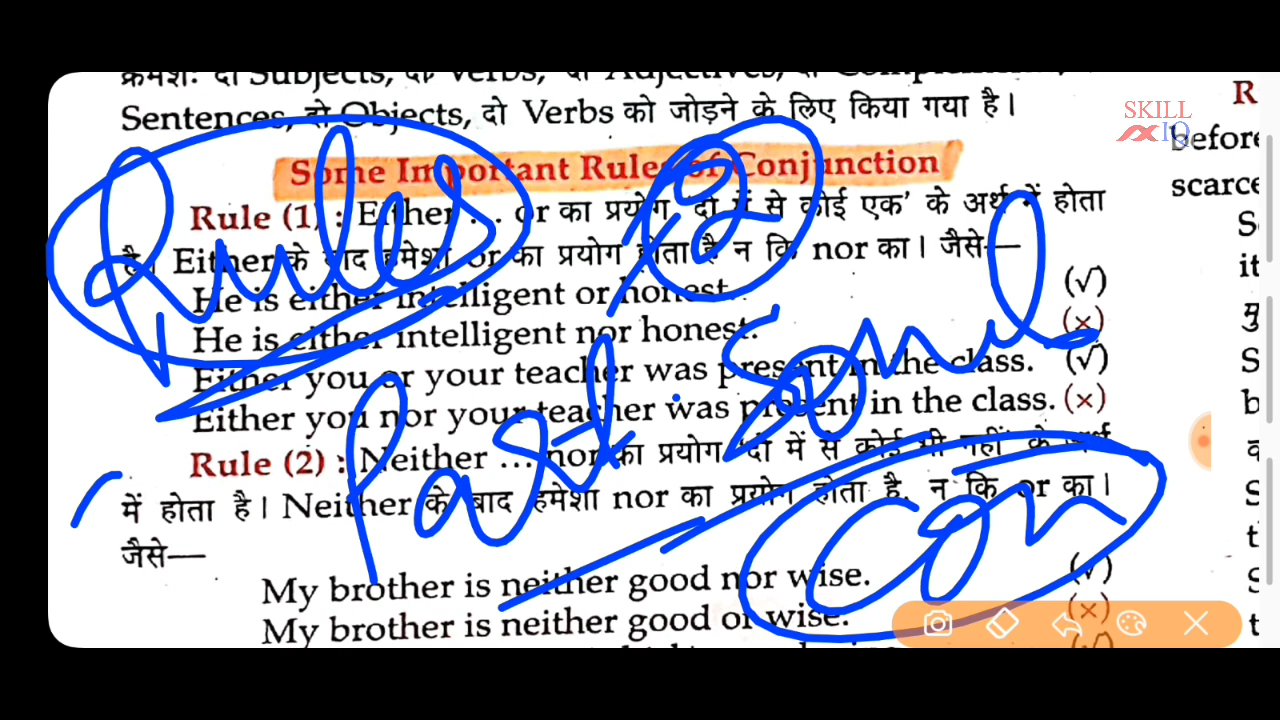 क्रमशः दो Subjects, दो Verbs, दो Adjectives, दो
Sentences, दो Objects, दो Verbs को जोड़ने के लिए किया गया है।
Some Important Rules of Conjunction
Rule (1) : Either ... or का प्रयोग 'दो में से कोई एक' के अर्थ में होता
है। Either के बाद हमेशा or का प्रयोग होता है न कि nor का। जैसे—
He is either intelligent or honest. (√)
He is either intelligent nor honest. (×)
Either you or your teacher was present in the class. (√)
Either you nor your teacher was present in the class. (×)
Rule (2) : Neither ... nor का प्रयोग 'दो में से कोई भी नहीं' के अर्थ
में होता है। Neither के बाद हमेशा nor का प्रयोग होता है, न कि or का।
जैसे—
My brother is neither good nor wise. (√)
My brother is neither good or wise. (×)
SKILL
IQ
R
before
scarce
it
Rules
2
Part
Con